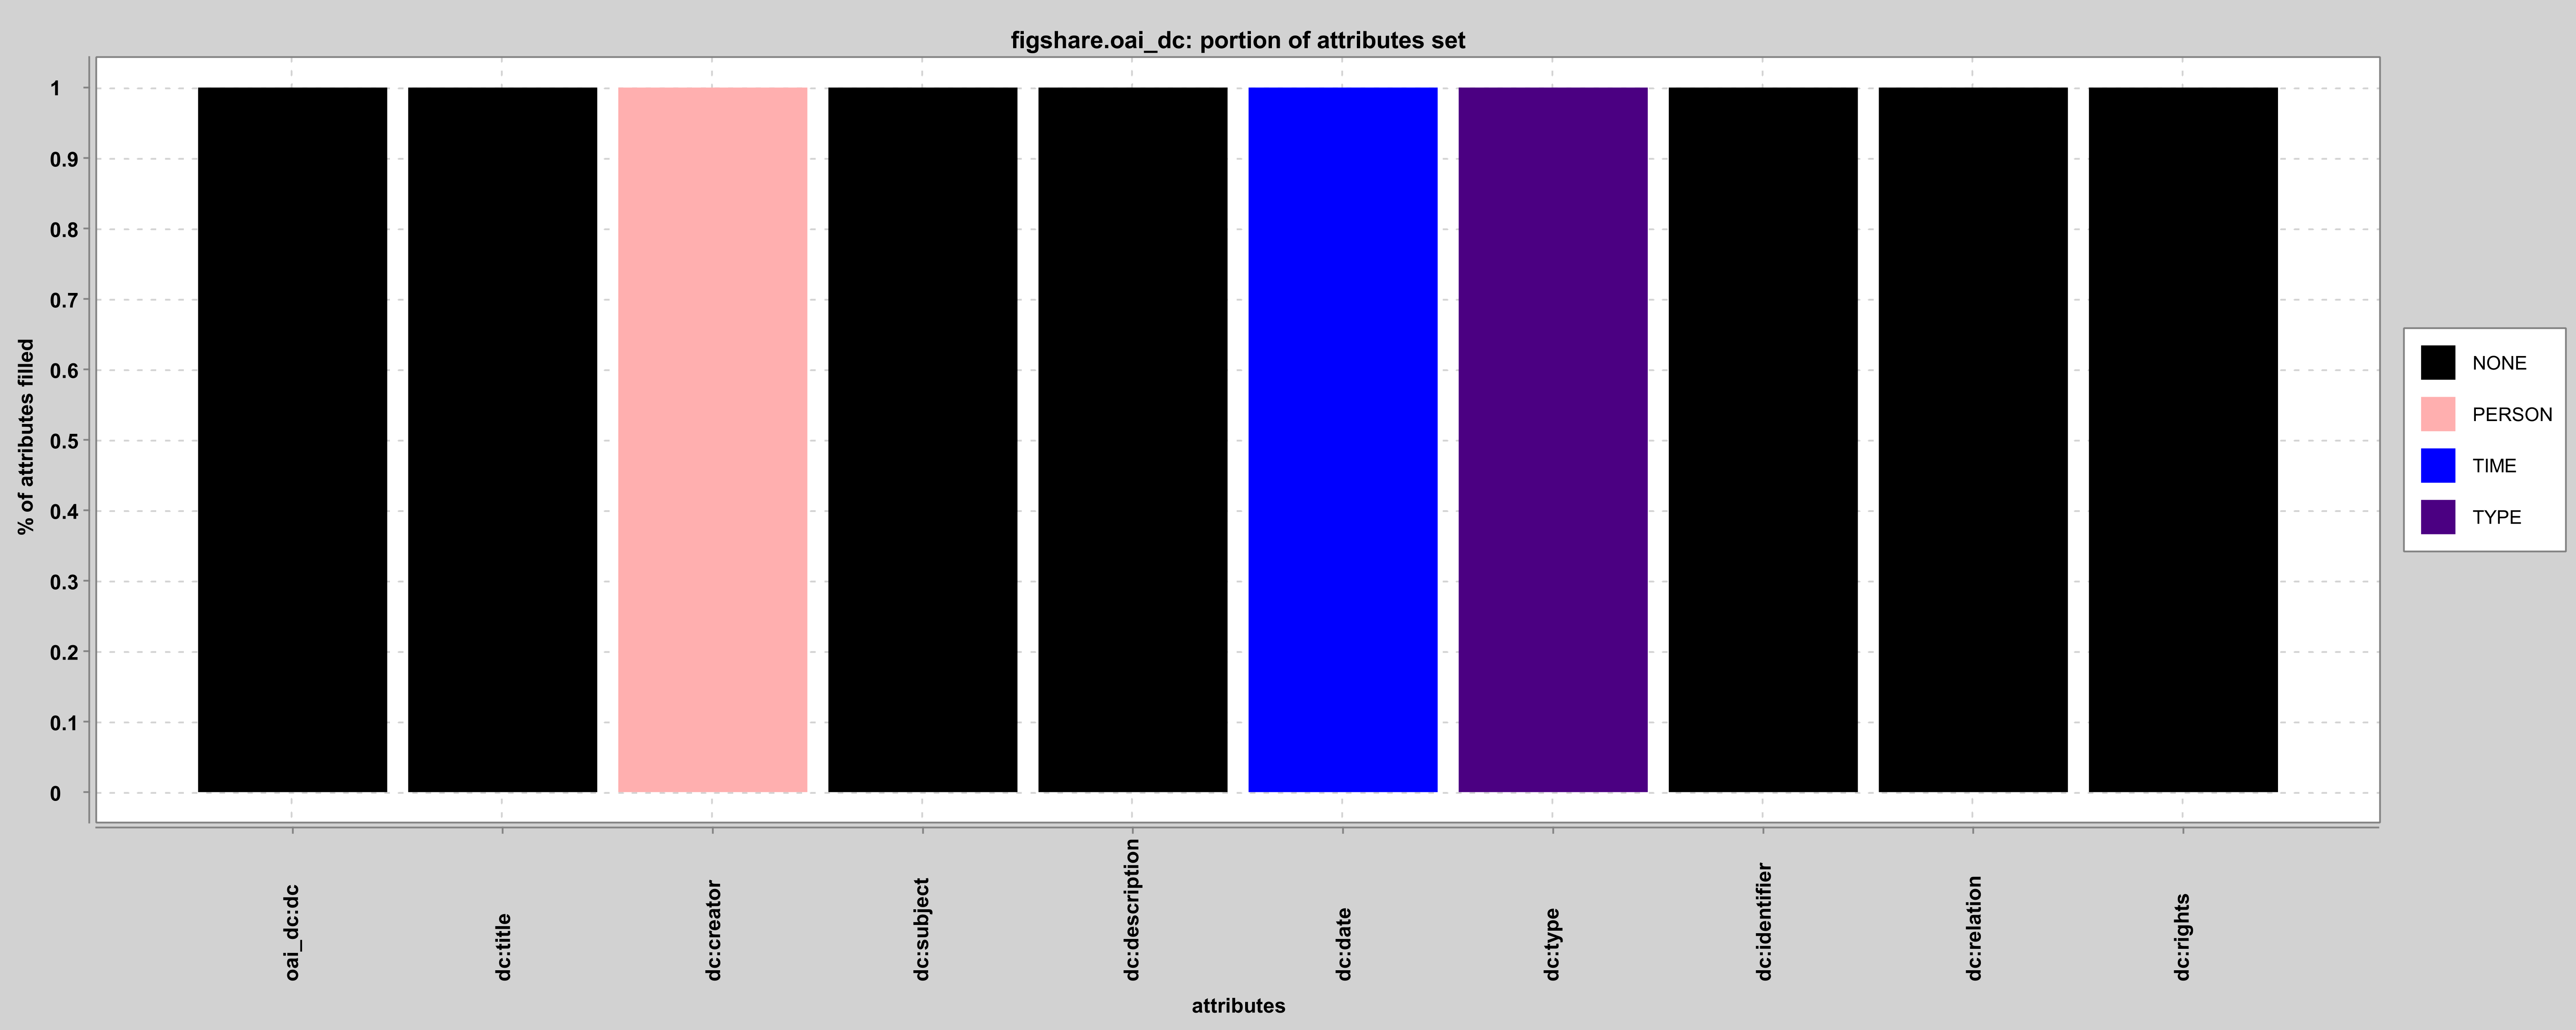 figshare.oai_dc: portion of attributes set
% of attributes filled
1
0.9
0.8
0.7
0.6
0.5
0.4
0.3
0.2
0.1
0
oai_dc:dc
dc:title
dc:creator
dc:subject
dc:description
dc:date
dc:type
dc:identifier
dc:relation
dc:rights
attributes
NONE
PERSON
TIME
TYPE